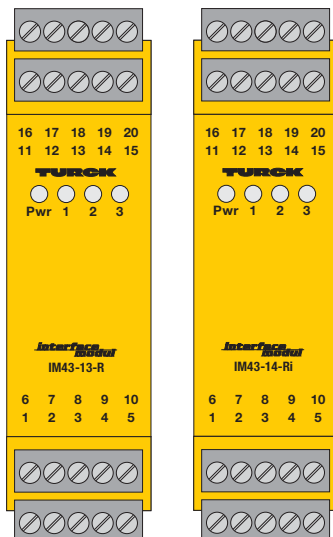 16 17 18 19 20
11 12 13 14 15
TURCK
Pwr 1 2 3
interface
modul
IM43-13-R
6 7 8 9 10
1 2 3 4 5
16 17 18 19 20
11 12 13 14 15
TURCK
Pwr 1 2 3
interface
modul
IM43-14-Ri
6 7 8 9 10
1 2 3 4 5